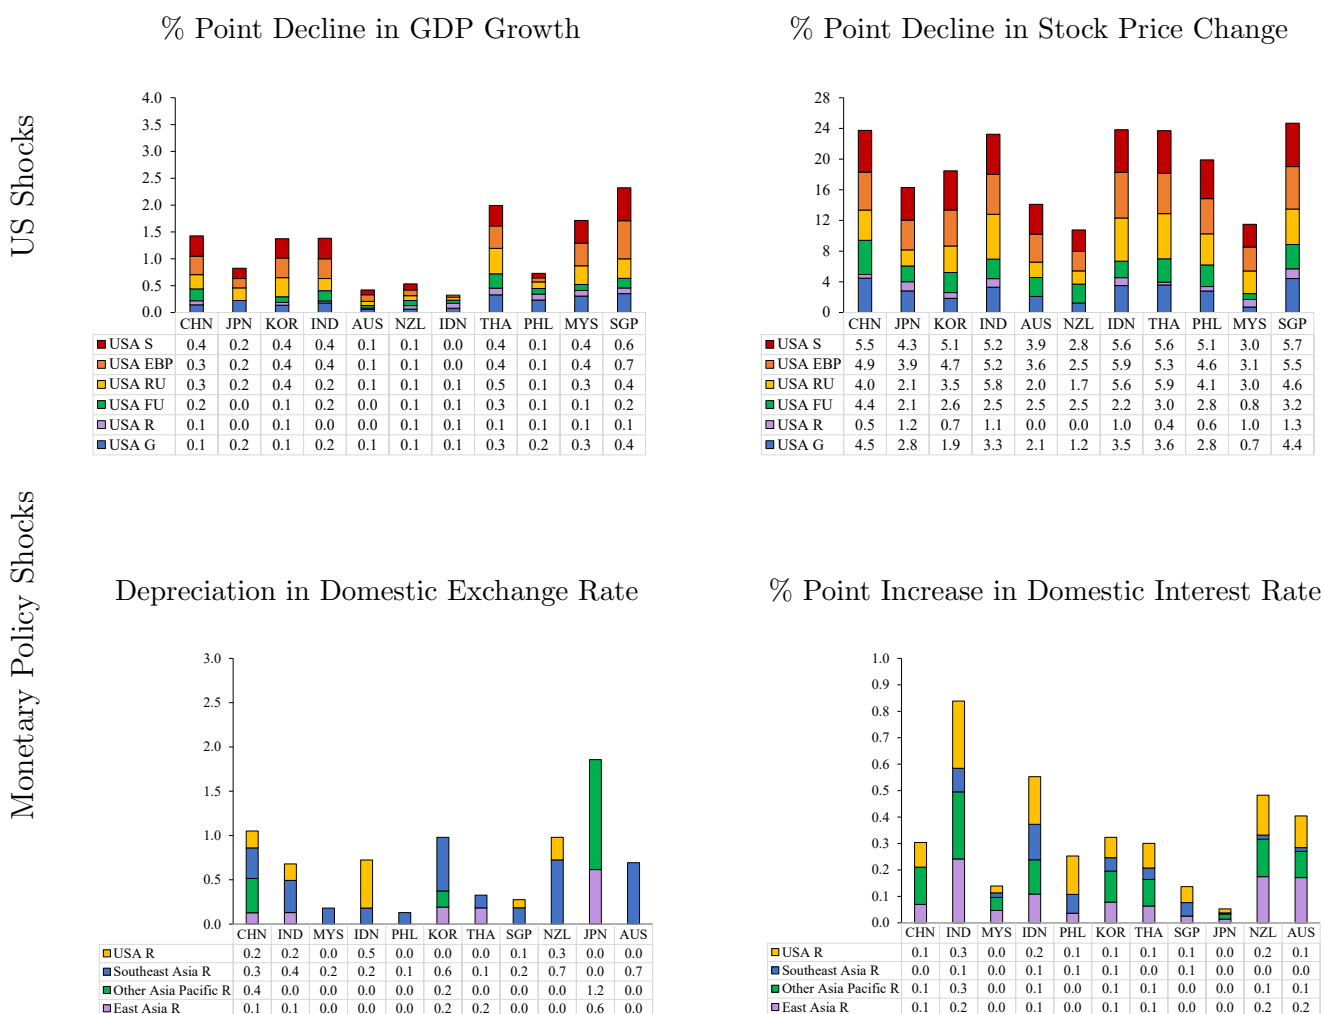 % Point Decline in GDP Growth
% Point Decline in Stock Price Change
US Shocks
4.0
3.5
3.0
2.5
2.0
1.5
1.0
0.5
0.0
CHN JPN KOR IND AUS NZL IDN THA PHL MYS SGP
USA S 0.4 0.2 0.4 0.4 0.1 0.1 0.0 0.4 0.1 0.4 0.6
USA EBP 0.3 0.2 0.4 0.4 0.1 0.1 0.0 0.4 0.1 0.4 0.7
USA RU 0.3 0.2 0.4 0.2 0.1 0.1 0.1 0.5 0.1 0.3 0.4
USA FU 0.2 0.0 0.1 0.2 0.0 0.1 0.1 0.3 0.1 0.1 0.2
USA R 0.1 0.0 0.1 0.0 0.0 0.1 0.1 0.1 0.1 0.1 0.1
USA G 0.1 0.2 0.1 0.2 0.1 0.1 0.1 0.3 0.2 0.3 0.4
28
24
20
16
12
8
4
0
CHN JPN KOR IND AUS NZL IDN THA PHL MYS SGP
USA S 5.5 4.3 5.1 5.2 3.9 2.8 5.6 5.6 5.1 3.0 5.7
USA EBP 4.9 3.9 4.7 5.2 3.6 2.5 5.9 5.3 4.6 3.1 5.5
USA RU 4.0 2.1 3.5 5.8 2.0 1.7 5.6 5.9 4.1 3.0 4.6
USA FU 4.4 2.1 2.6 2.5 2.5 2.5 2.2 3.0 2.8 0.8 3.2
USA R 0.5 1.2 0.7 1.1 0.0 0.0 1.0 0.4 0.6 1.0 1.3
USA G 4.5 2.8 1.9 3.3 2.1 1.2 3.5 3.6 2.8 0.7 4.4
Monetary Policy Shocks
Depreciation in Domestic Exchange Rate
% Point Increase in Domestic Interest Rate
3.0
2.5
2.0
1.5
1.0
0.5
0.0
CHN IND MYS IDN PHL KOR THA SGP NZL JPN AUS
USA R 0.2 0.2 0.0 0.5 0.0 0.0 0.0 0.1 0.3 0.0 0.0
Southeast Asia R 0.3 0.4 0.2 0.2 0.1 0.6 0.1 0.2 0.7 0.0 0.7
Other Asia Pacific R 0.4 0.0 0.0 0.0 0.0 0.2 0.0 0.0 0.0 1.2 0.0
East Asia R 0.1 0.1 0.0 0.0 0.0 0.2 0.2 0.0 0.0 0.6 0.0
1.0
0.9
0.8
0.7
0.6
0.5
0.4
0.3
0.2
0.1
0.0
CHN IND MYS IDN PHL KOR THA SGP JPN NZL AUS
USA R 0.1 0.3 0.0 0.2 0.1 0.1 0.1 0.1 0.0 0.2 0.1
Southeast Asia R 0.0 0.1 0.0 0.1 0.1 0.1 0.0 0.1 0.0 0.0 0.0
Other Asia Pacific R 0.1 0.3 0.0 0.1 0.0 0.1 0.1 0.0 0.0 0.1 0.1
East Asia R 0.1 0.2 0.0 0.1 0.0 0.1 0.1 0.0 0.0 0.2 0.2